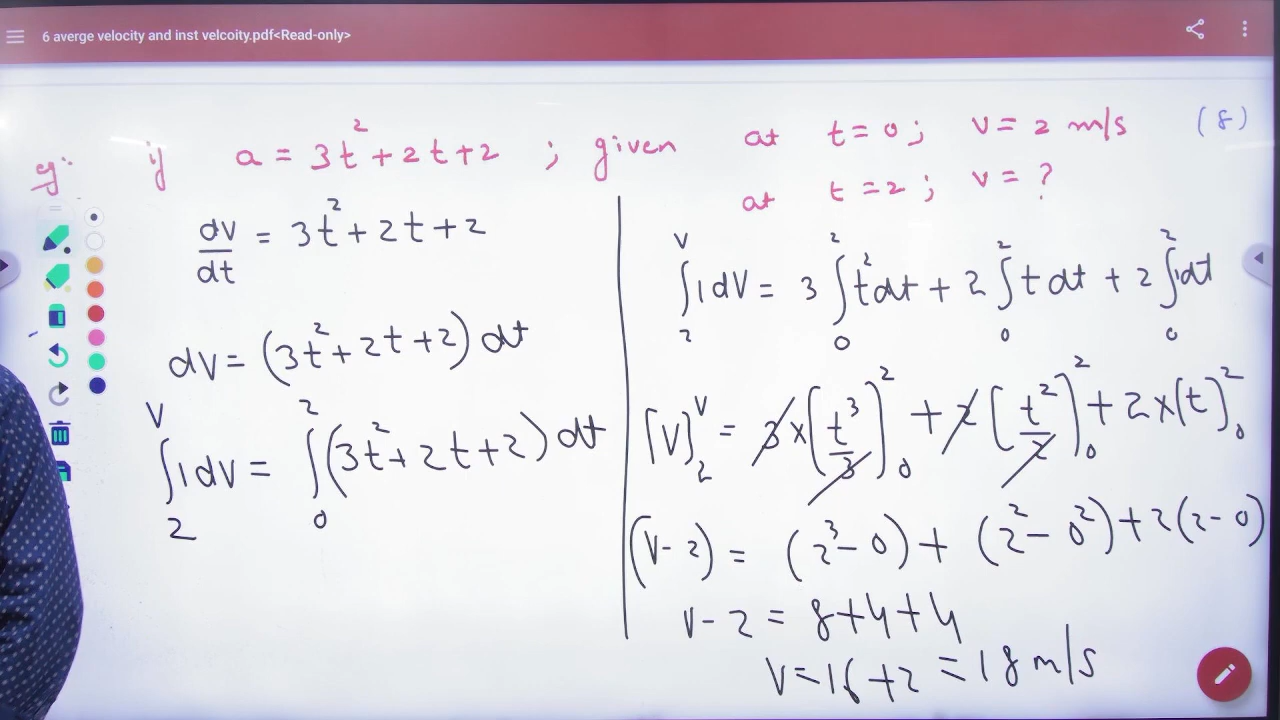 6 averge velocity and inst velcoity.pdf<Read-only>
eg: if a = 3t² + 2t + 2 ; given at t = 0 ; v = 2 m/s (8)
at t = 2 ; v = ?
dv/dt = 3t² + 2t + 2
dv = (3t² + 2t + 2) dt
∫₂ⱽ 1 dv = ∫₀² (3t² + 2t + 2) dt
∫₂ⱽ 1 dV = 3 ∫₀² t² dt + 2 ∫₀² t dt + 2 ∫₀² 1 dt
[V]₂ⱽ = 3 × [t³/3]₀² + 2 [t²/2]₀² + 2 × [t]₀²
(V - 2) = (2³ - 0) + (2² - 0²) + 2(2 - 0)
V - 2 = 8 + 4 + 4
V = 16 + 2 = 18 m/s